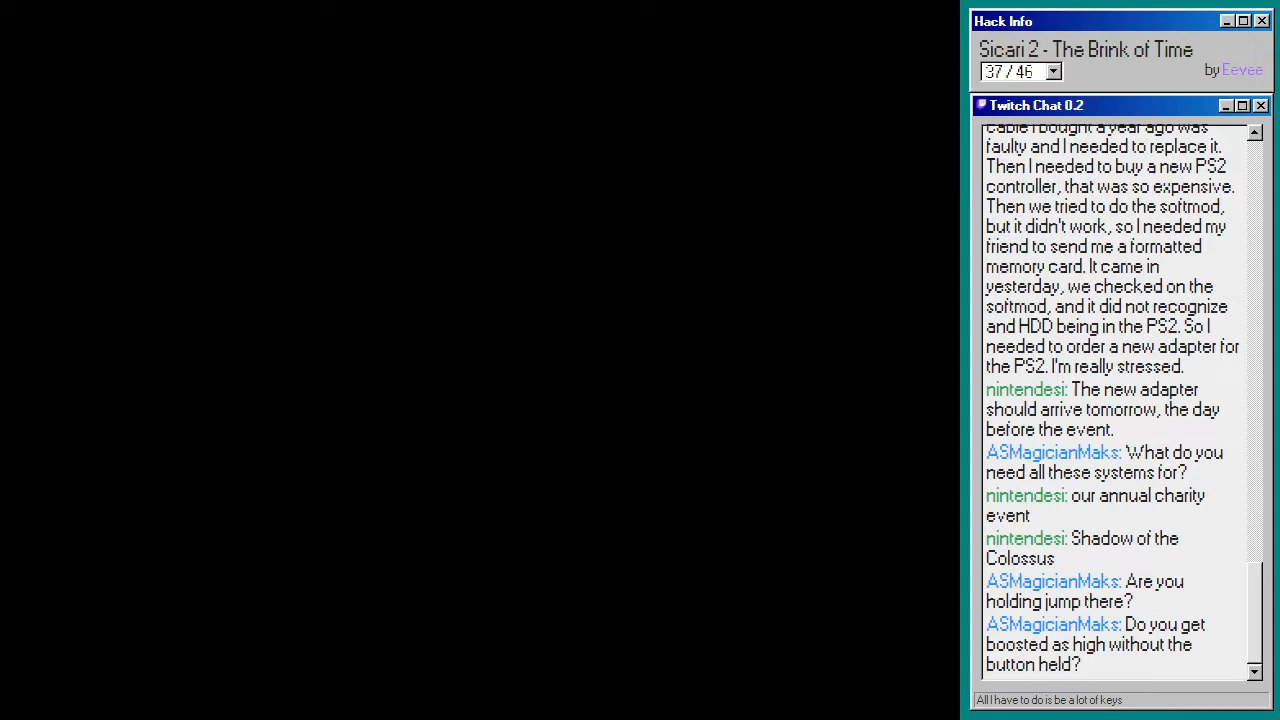 Hack Info
Sicari 2 - The Brink of Time
37 / 46
by Eevee
Twitch Chat 0.2
cable I bought a year ago was
faulty and I needed to replace it.
Then I needed to buy a new PS2
controller, that was so expensive.
Then we tried to do the softmod,
but it didn't work, so I needed my
friend to send me a formatted
memory card. It came in
yesterday, we checked on the
softmod, and it did not recognize
and HDD being in the PS2. So I
needed to order a new adapter for
the PS2. I'm really stressed.
nintendesi: The new adapter
should arrive tomorrow, the day
before the event.
ASMagicianMaks: What do you
need all these systems for?
nintendesi: our annual charity
event
nintendesi: Shadow of the
Colossus
ASMagicianMaks: Are you
holding jump there?
ASMagicianMaks: Do you get
boosted as high without the
button held?
All I have to do is be a lot of keys